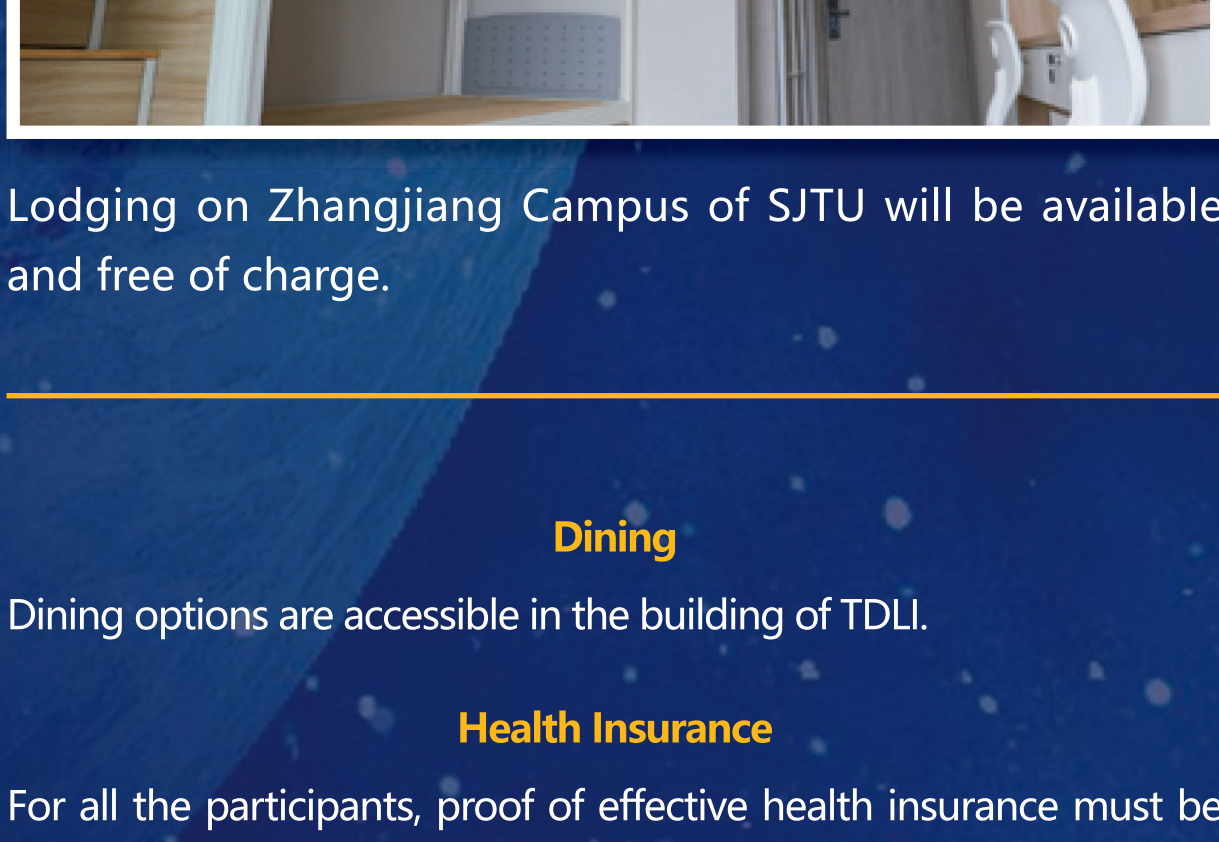 Lodging on Zhangjiang Campus of SJTU will be available
and free of charge.
Dining
Dining options are accessible in the building of TDLI.
Health Insurance
For all the participants, proof of effective health insurance must be